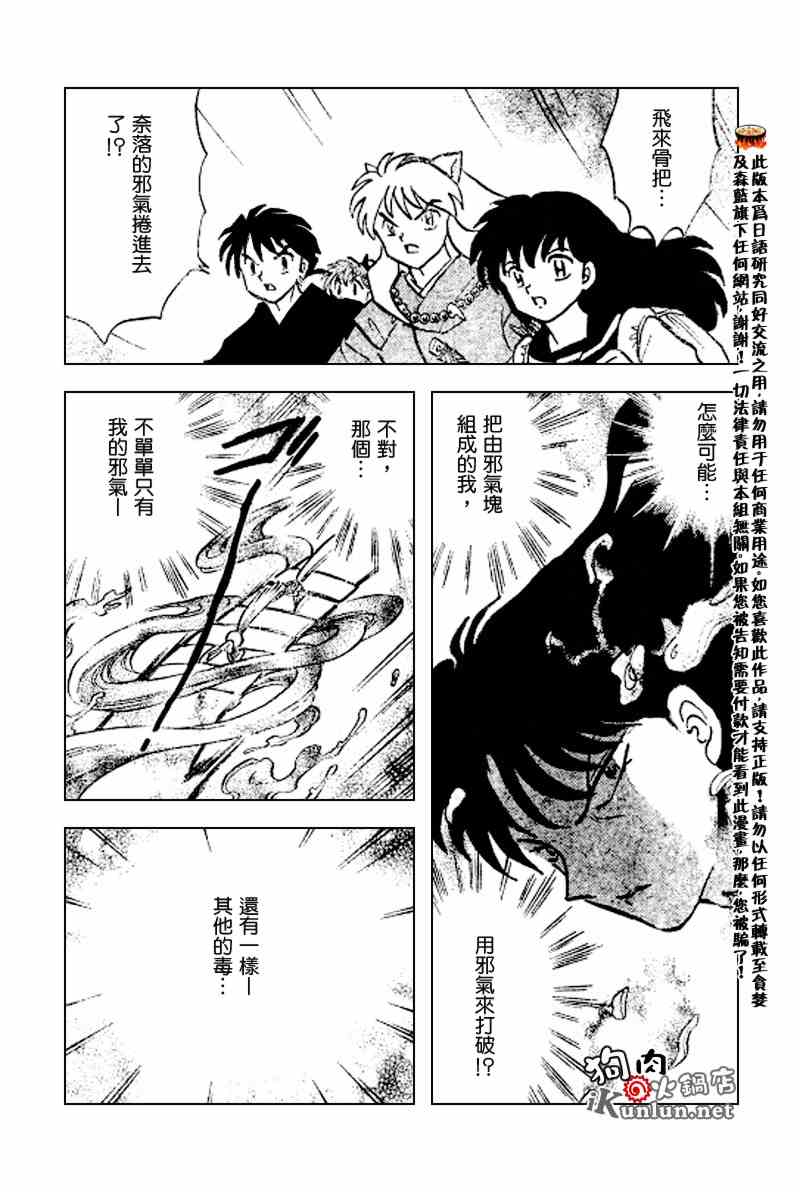 飛來骨把…
奈落的邪氣捲進去
了!?
怎麼可能…
把由邪氣塊
組成的我，
用邪氣來打破!?
不對，
那個…
不單單只有
我的邪氣—
ゴ
還有一樣—
其他的毒…
此版本爲日語研究同好交流之用,請勿用于任何商業用途。如您喜歡此作品,請支持正版！請勿以任何形式轉載至貪婪
及森藍旗下任何網站,謝謝！一切法律責任與本組無關。如果您被告知需要付款才能看到此漫畫,那麼,您被騙了！
狗肉火鍋店
iKunlun.net